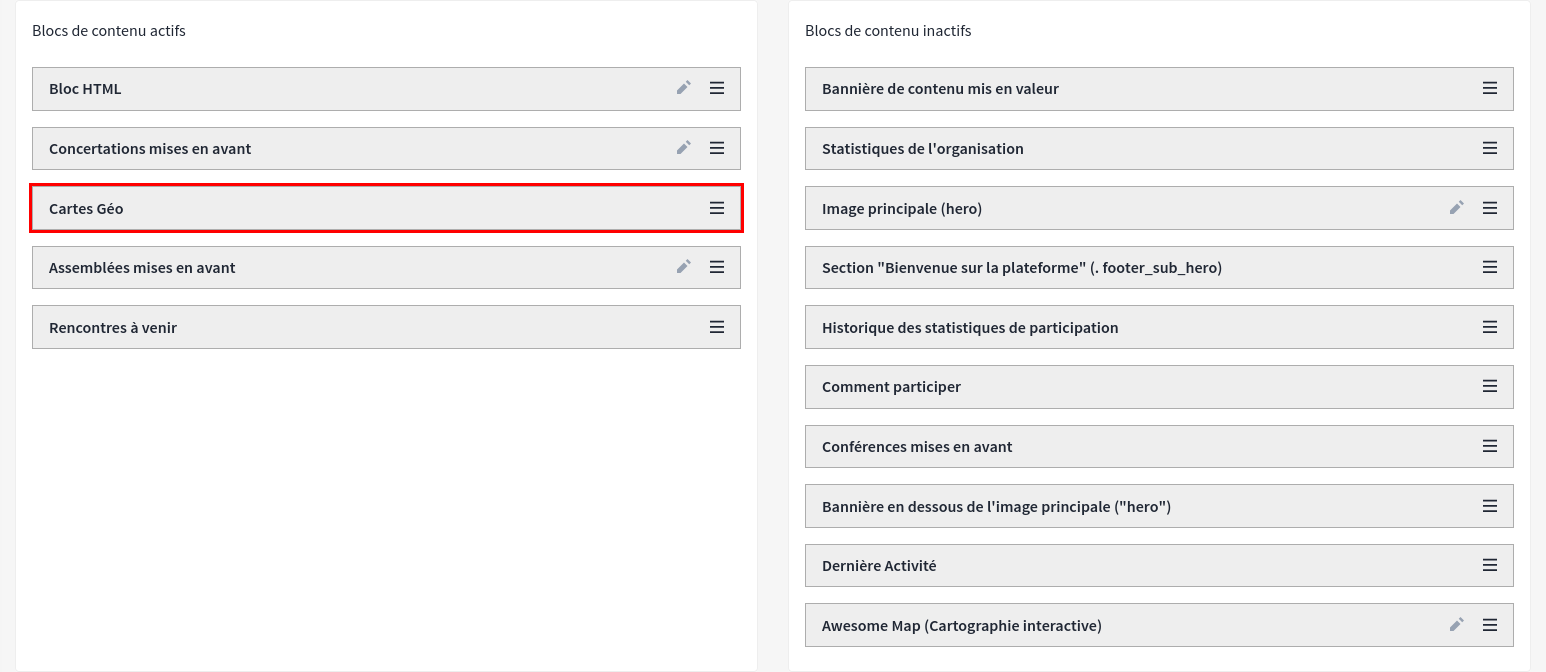 Blocs de contenu actifs
Bloc HTML
Concertations mises en avant
Cartes Géo
Assemblées mises en avant
Rencontres à venir
Blocs de contenu inactifs
Bannière de contenu mis en valeur
Statistiques de l'organisation
Image principale (hero)
Section "Bienvenue sur la plateforme" (. footer_sub_hero)
Historique des statistiques de participation
Comment participer
Conférences mises en avant
Bannière en dessous de l'image principale ("hero")
Dernière Activité
Awesome Map (Cartographie interactive)